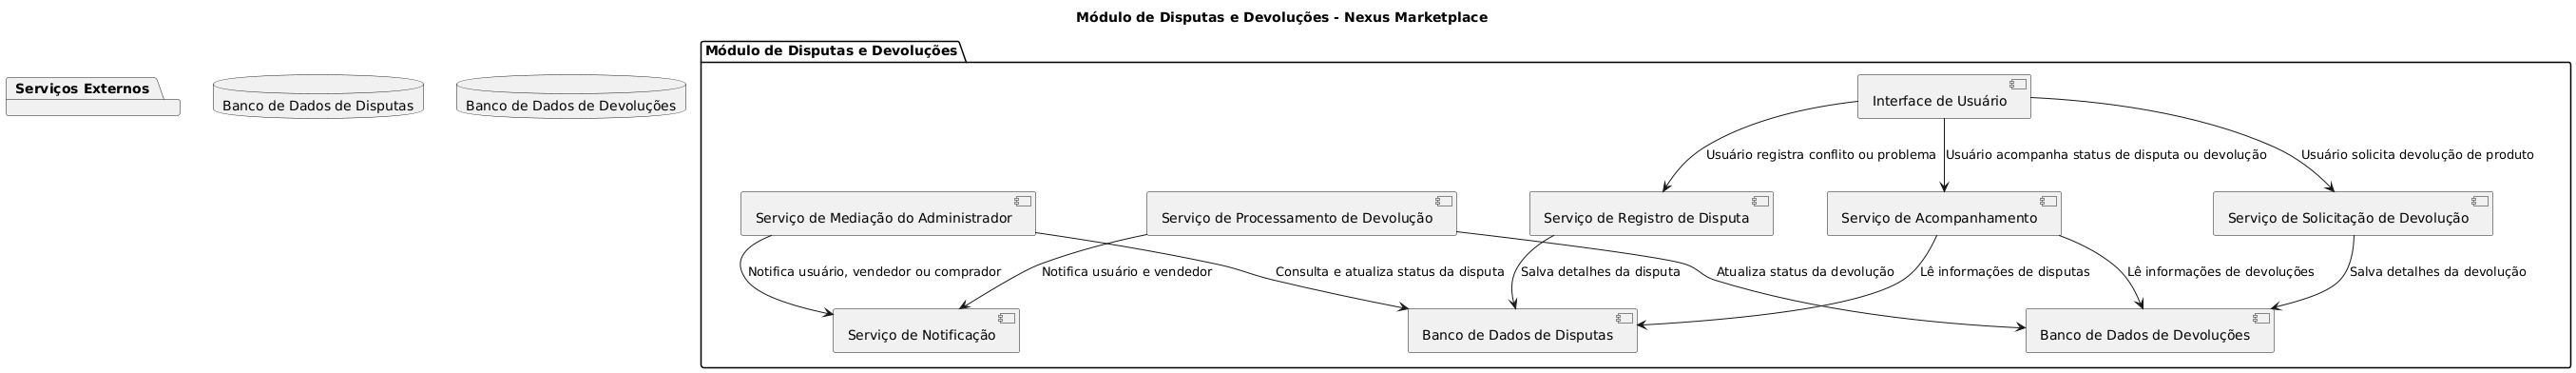 Módulo de Disputas e Devoluções - Nexus Marketplace
Módulo de Disputas e Devoluções
Serviços Externos
Banco de Dados de Disputas
Banco de Dados de Devoluções
Interface de Usuário
Usuário registra conflito ou problema
Usuário acompanha status de disputa ou devolução
Usuário solicita devolução de produto
Serviço de Mediação do Administrador
Serviço de Processamento de Devolução
Serviço de Registro de Disputa
Serviço de Acompanhamento
Serviço de Solicitação de Devolução
Notifica usuário, vendedor ou comprador
Notifica usuário e vendedor
Consulta e atualiza status da disputa
Salva detalhes da disputa
Atualiza status da devolução
Lê informações de disputas
Lê informações de devoluções
Salva detalhes da devolução
Serviço de Notificação
Banco de Dados de Disputas
Banco de Dados de Devoluções